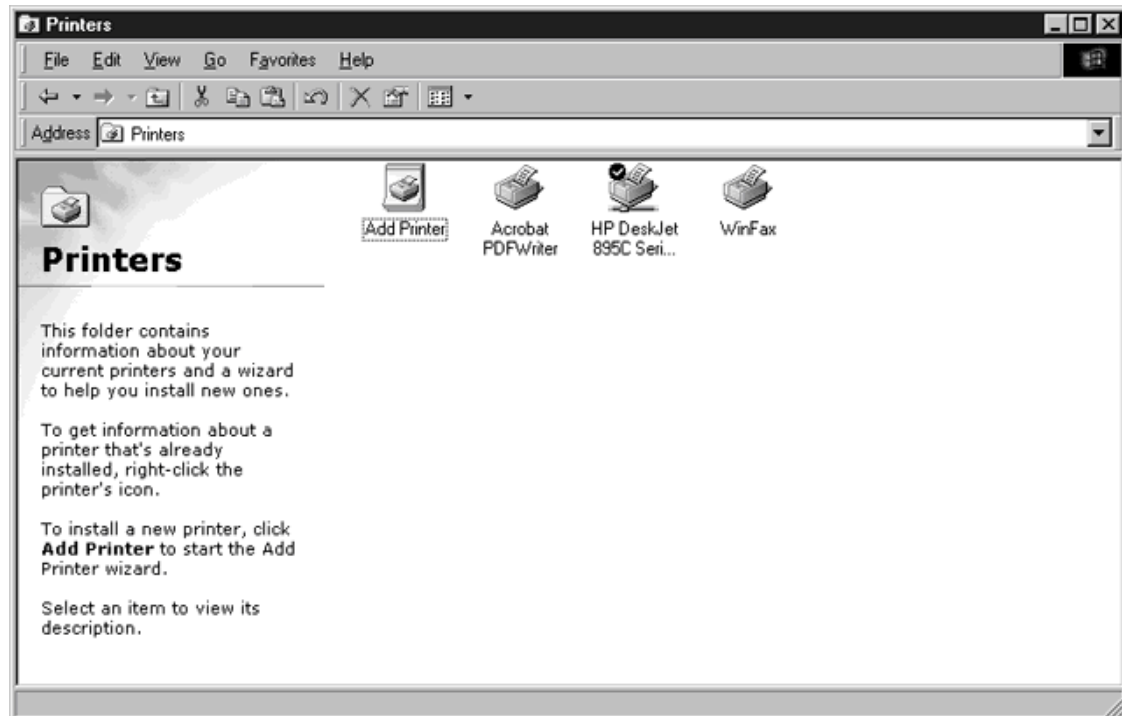 Printers
File Edit View Go Favorites Help
Address Printers
Add Printer
Acrobat
PDFWriter
HP DeskJet
895C Seri...
WinFax
Printers
This folder contains
information about your
current printers and a wizard
to help you install new ones.
To get information about a
printer that's already
installed, right-click the
printer's icon.
To install a new printer, click
Add Printer to start the Add
Printer wizard.
Select an item to view its
description.